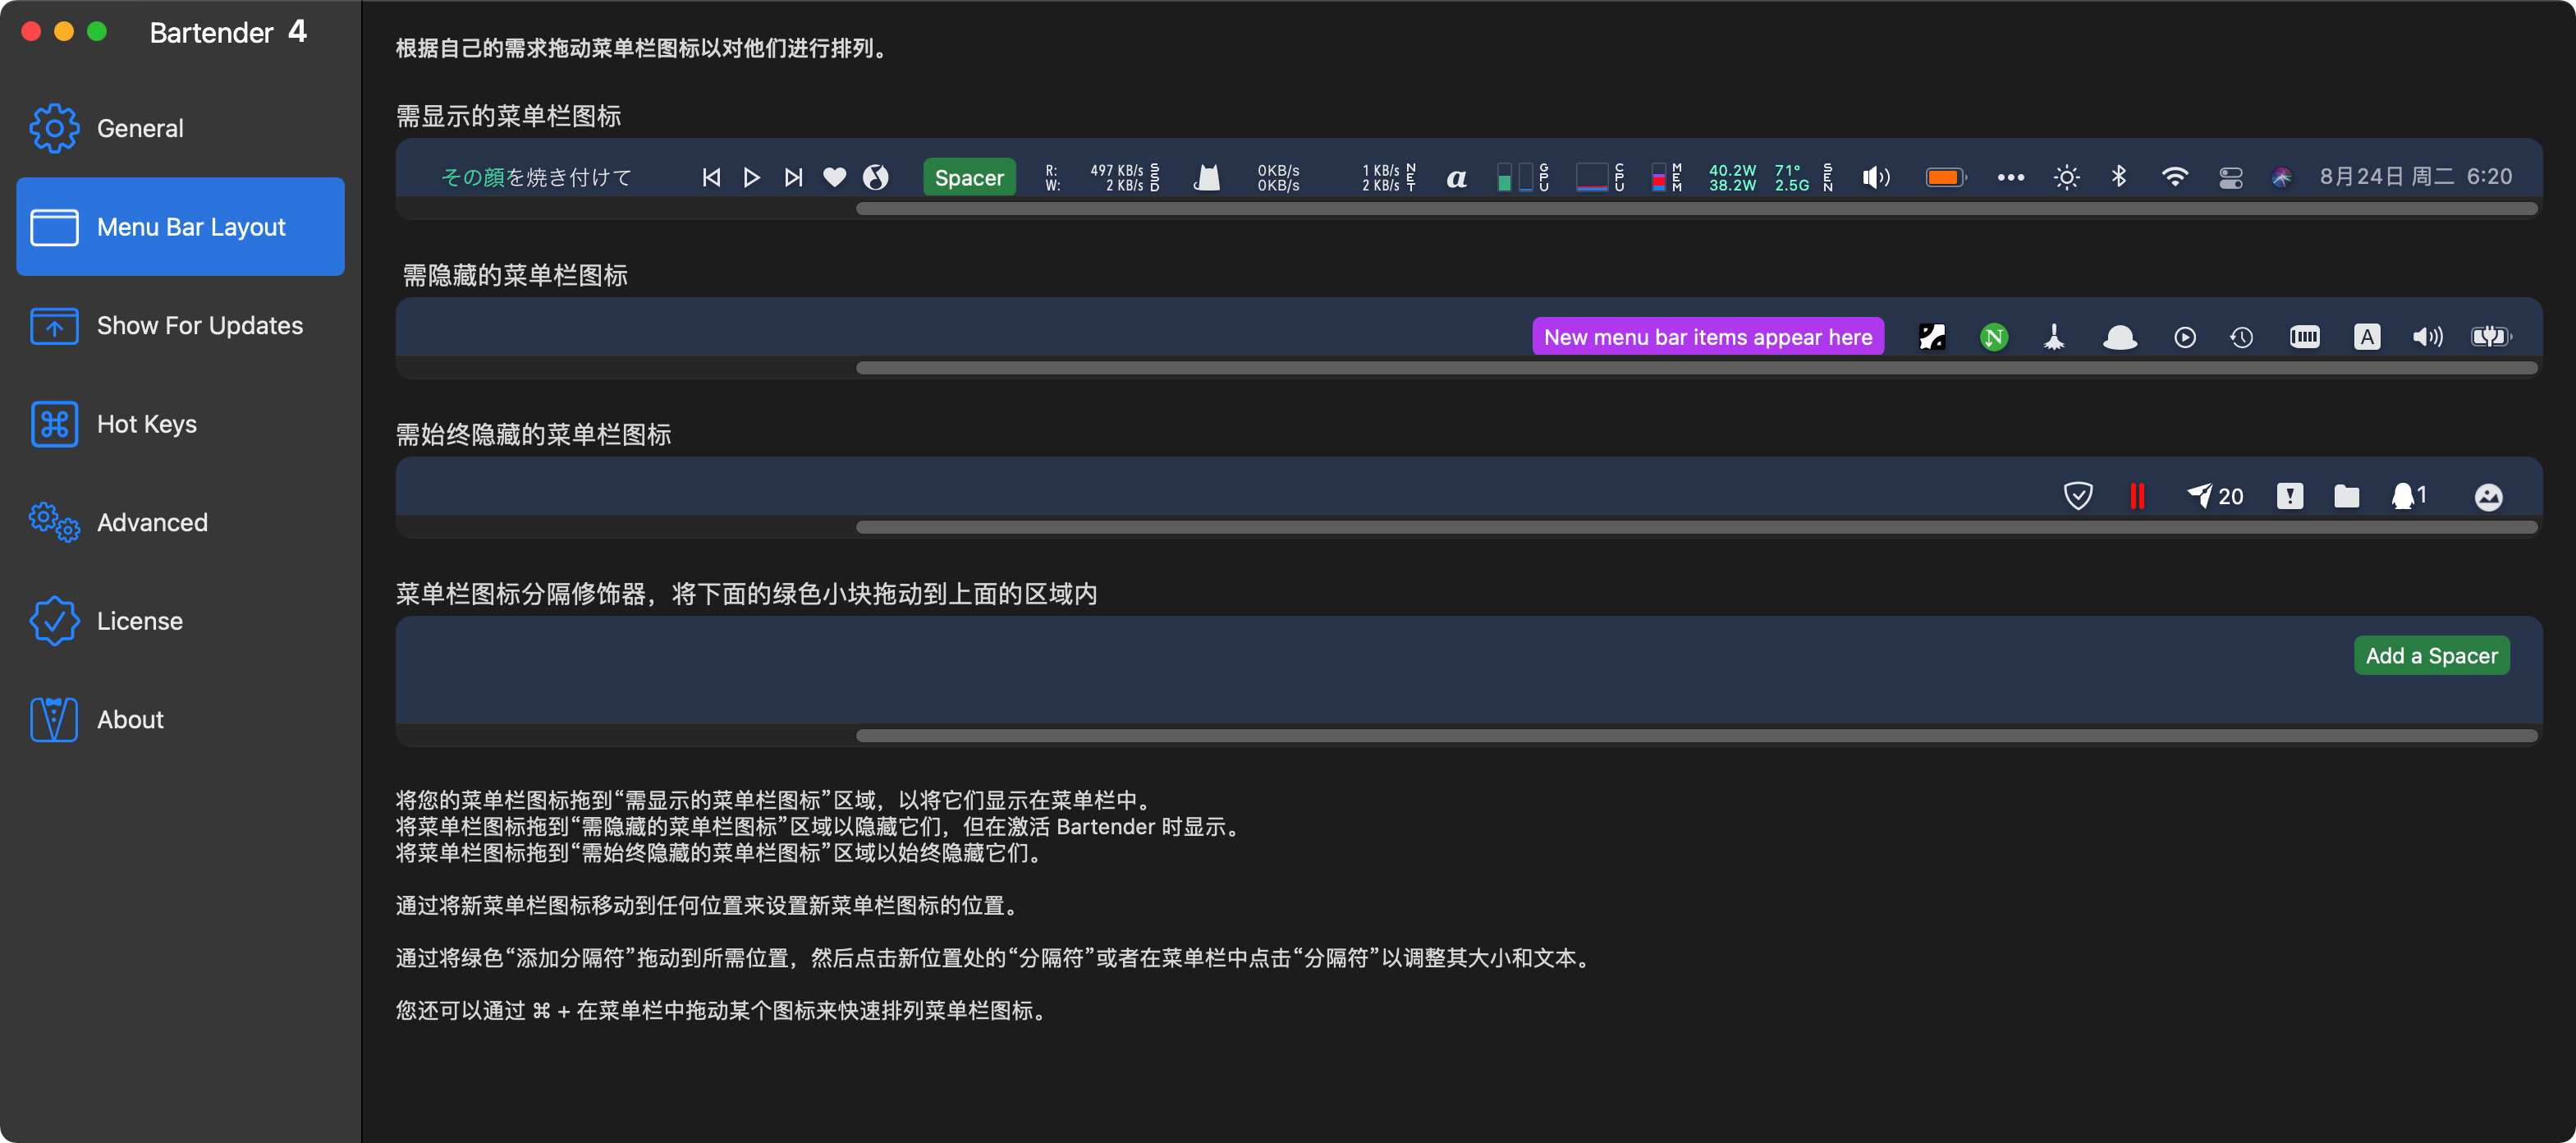 Bartender 4
General
Menu Bar Layout
Show For Updates
Hot Keys
Advanced
License
About
根据自己的需求拖动菜单栏图标以对他们进行排列。
需显示的菜单栏图标
その顔を焼き付けて Spacer R: 497 KB/s SSD 0KB/s 1 KB/s NET a GPU CPU MEM 40.2W 71° SEN 8月24日 周二 6:20
W: 2 KB/s 0KB/s 2 KB/s 38.2W 2.5G
需隐藏的菜单栏图标
New menu bar items appear here N A
需始终隐藏的菜单栏图标
20 1
菜单栏图标分隔修饰器，将下面的绿色小块拖动到上面的区域内
Add a Spacer
将您的菜单栏图标拖到“需显示的菜单栏图标”区域，以将它们显示在菜单栏中。
将菜单栏图标拖到“需隐藏的菜单栏图标”区域以隐藏它们，但在激活 Bartender 时显示。
将菜单栏图标拖到“需始终隐藏的菜单栏图标”区域以始终隐藏它们。
通过将新菜单栏图标移动到任何位置来设置新菜单栏图标的位置。
通过将绿色“添加分隔符”拖动到所需位置，然后点击新位置处的“分隔符”或者在菜单栏中点击“分隔符”以调整其大小和文本。
您还可以通过 ⌘ + 在菜单栏中拖动某个图标来快速排列菜单栏图标。